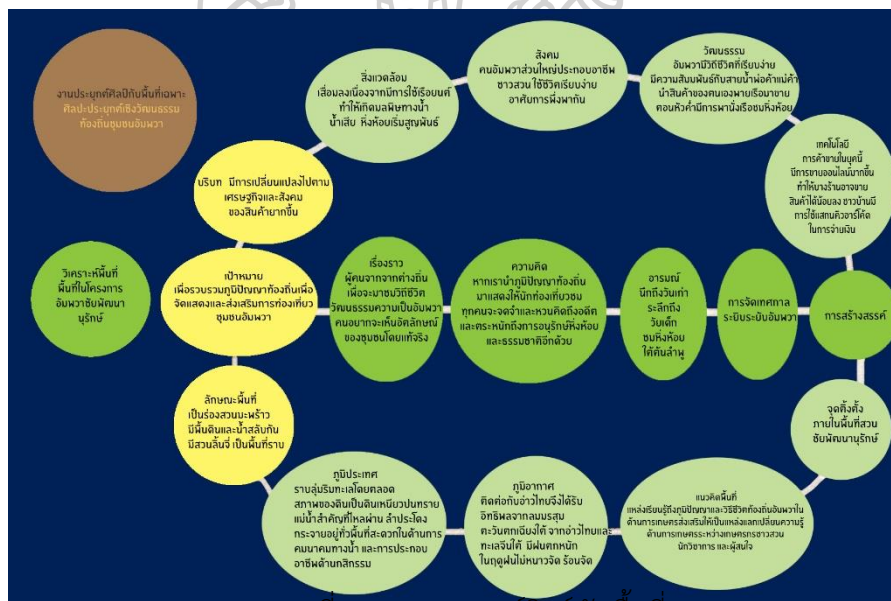 งานประยุกต์ศิลป์กับพื้นที่เฉพาะ
ศิลปะประยุกต์เชิงวัฒนธรรม
ท้องถิ่นชุมชนอัมพวา
สิ่งแวดล้อม
เสื่อมลงเนื่องจากมีการใช้เรือยนต์
ทำให้เกิดมลพิษทางน้ำ
น้ำเสีย หิ่งห้อยเริ่มสูญพันธ์
สังคม
คนอัมพวาส่วนใหญ่ประกอบอาชีพ
ชาวสวน ใช้ชีวิตเรียบง่าย
อาศัยการพึ่งพากัน
วัฒนธรรม
อัมพวามีวิถีชีวิตที่เรียบง่าย
มีความสัมพันธ์กับสายน้ำพ่อค้าแม่ค้า
นำสินค้าของตนเองพายเรือมาขาย
ตอนหัวค่ำมีการพานั่งเรือชมหิ่งห้อย
เทคโนโลยี
การค้าขายในยุคนี้
มีการขายออนไลน์มากขึ้น
ทำให้บางร้านอาจขาย
สินค้าได้น้อยลง ชาวบ้านมี
การใช้แสกนคิวอาร์โค้ด
ในการจ่ายเงิน
บริบท มีการเปลี่ยนแปลงไปตาม
เศรษฐกิจและสังคม
ของสินค้ายากขึ้น
วิเคราะห์พื้นที่
พื้นที่ในโครงการ
อัมพวาชัยพัฒนา
นุรักษ์
เป้าหมาย
เพื่อรวบรวมภูมิปัญญาท้องถิ่นเพื่อ
จัดแสดงและส่งเสริมการท่องเที่ยว
ชุมชนอัมพวา
เรื่องราว
ผู้คนจากจากต่างถิ่น
เพื่อจะมาชมวิถีชีวิต
วัฒนธรรมความเป็นอัมพวา
คนอยากจะเห็นอัตลักษณ์
ของชุมชนโดยแท้จริง
ความคิด
หากเรานำภูมิปัญญาท้องถิ่น
มาแสดงให้นักท่องเที่ยวชม
ทุกคนจะจดจำและหวนคิดถึงอดีต
และตระหนักถึงการอนุรักษ์หิ่งห้อย
และธรรมชาติอีกด้วย
อารมณ์
นึกถึงวันเก่า
ระลึกถึง
วันเด็ก
ชมหิ่งห้อย
ใต้ต้นลำพู
การจัดเทศกาล
ระยิบระยับอัมพวา
การสร้างสรรค์
ลักษณะพื้นที่
เป็นร่องสวนมะพร้าว
มีพื้นดินและน้ำสลับกัน
มีสวนลิ้นจี่ เป็นพื้นที่ราบ
จุดติ้งตั้ง
ภายในพื้นที่สวน
ชัยพัฒนานุรักษ์
ภูมิประเทศ
ราบลุ่มริมทะเลโดยตลอด
สภาพของดินเป็นดินเหนียวปนทราย
แม่น้ำสำคัญที่ไหลผ่าน ลำประโดง
กระจายอยู่ทั่วพื้นที่สะดวกในด้านการ
คมนาคมทางน้ำ และการประกอบ
อาชีพด้านกสิกรรม
ภูมิอากาศ
ติดต่อกับอ่าวไทยจึงได้รับ
อิทธิพลจากลมมรสุม
ตะวันตกเฉียงใต้ จากอ่าวไทยและ
ทะเลจีนใต้ มีฝนตกหนัก
ในฤดูฝนไม่หนาวจัด ร้อนจัด
แนวคิดพื้นที่
แหล่งเรียนรู้ถึงภูมิปัญญาและวิธีชีวิตท้องถิ่นอัมพวาใน
ด้านการเกษตรส่งเสริมให้เป็นแหล่งแลกเปลี่ยนความรู้
ด้านการเกษตรระหว่างเกษตรกรชาวสวน
นักวิชาการ และผู้สนใจ